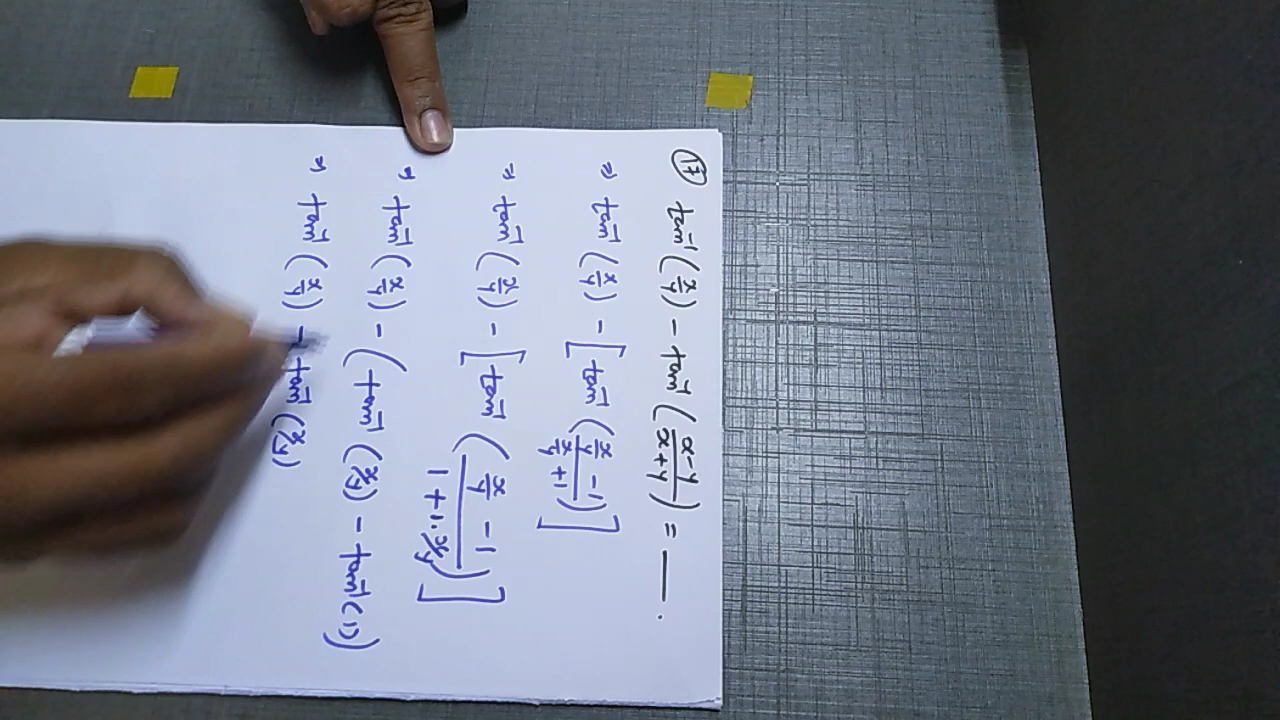 (17) tan⁻¹(x/y) - tan⁻¹((x-y)/(x+y)) = ___ .
⇒ tan⁻¹(x/y) - [tan⁻¹((x/y - 1)/(x/y + 1))]
⇒ tan⁻¹(x/y) - [tan⁻¹((x/y - 1)/(1 + 1·x/y))]
⇒ tan⁻¹(x/y) - (tan⁻¹(x/y) - tan⁻¹(1))
⇒ tan⁻¹(x/y) - tan⁻¹(x/y)